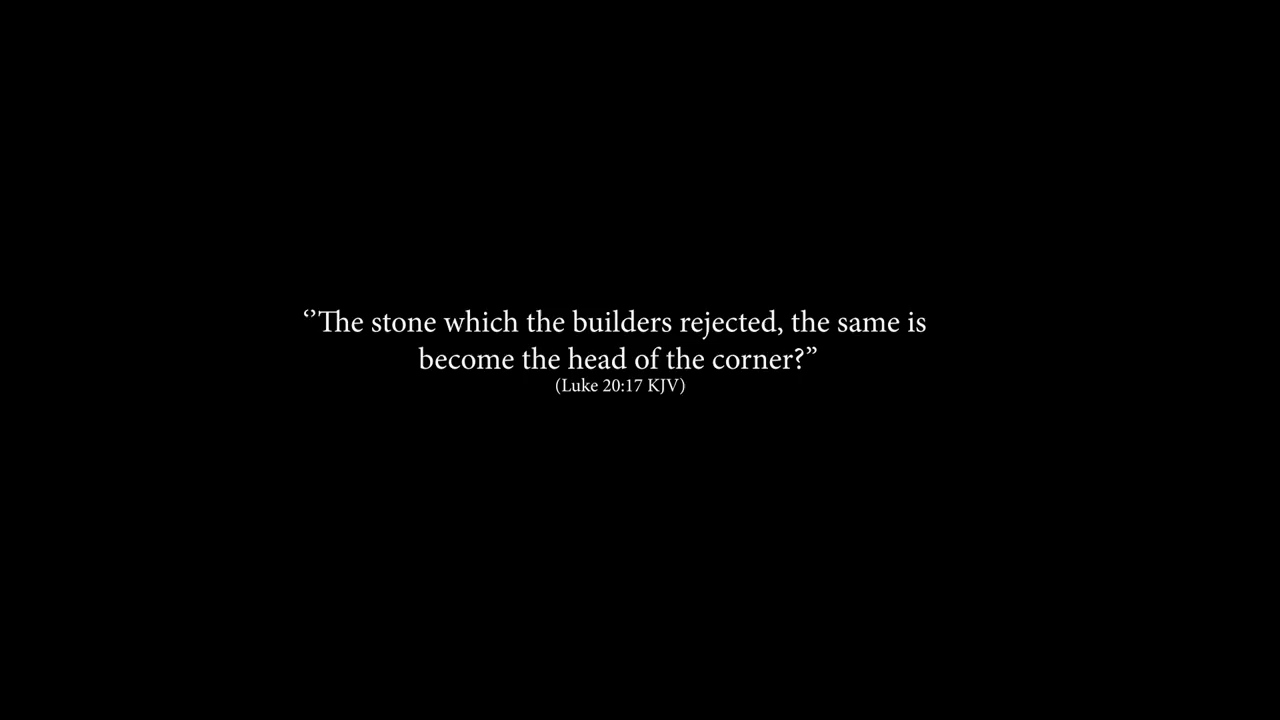 ‘’The stone which the builders rejected, the same is
become the head of the corner?”
(Luke 20:17 KJV)